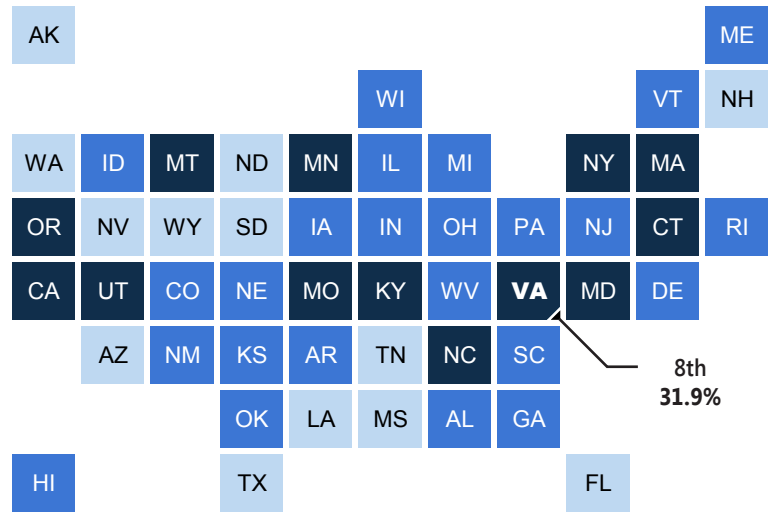 AK ME
WI VT NH
WA ID MT ND MN IL MI NY MA
OR NV WY SD IA IN OH PA NJ CT RI
CA UT CO NE MO KY WV VA MD DE
AZ NM KS AR TN NC SC
8th
31.9%
OK LA MS AL GA
HI TX FL